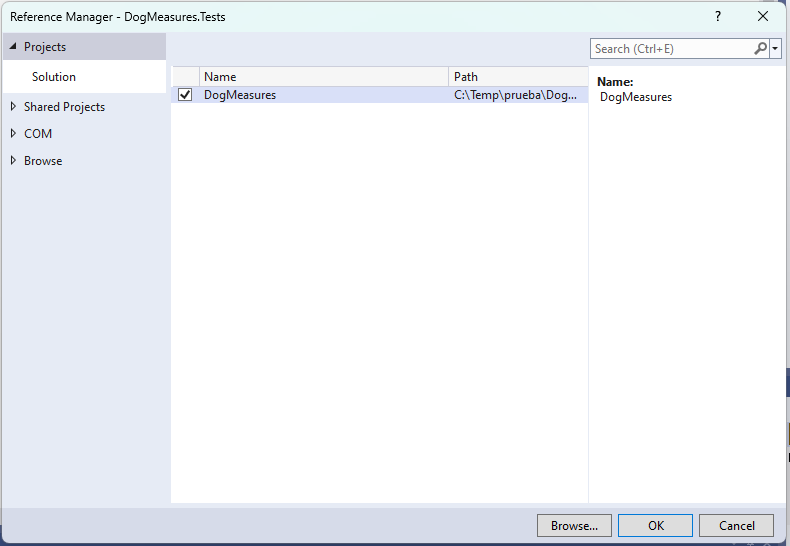 Reference Manager - DogMeasures.Tests
?
Projects
Search (Ctrl+E)
Solution
Name
Path
Name:
DogMeasures
C:\Temp\prueba\Dog...
DogMeasures
Shared Projects
COM
Browse
Browse...
OK
Cancel